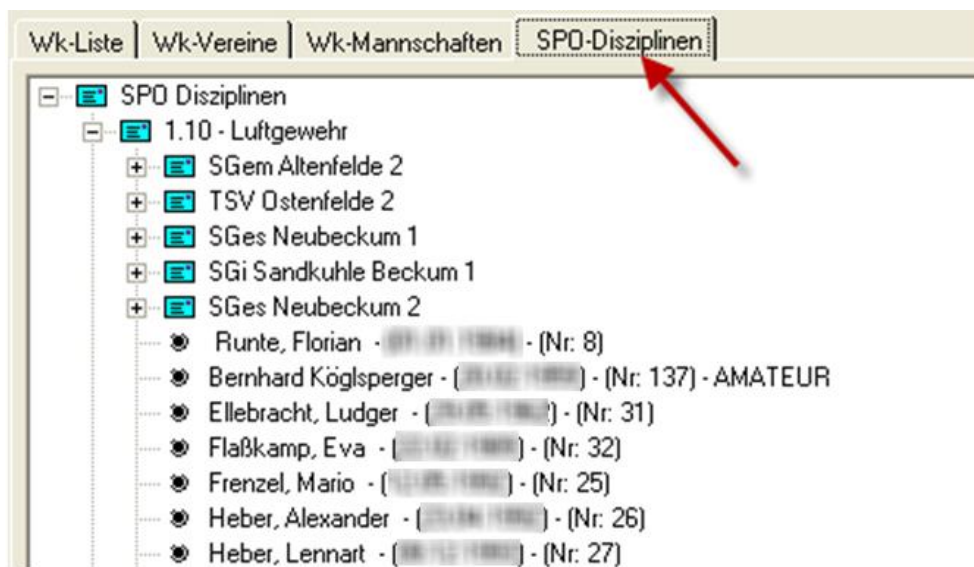 Wk-Liste Wk-Vereine Wk-Mannschaften SPO-Disziplinen
SPO Disziplinen
1.10 - Luftgewehr
SGem Altenfelde 2
TSV Ostenfelde 2
SGes Neubeckum 1
SGi Sandkuhle Beckum 1
SGes Neubeckum 2
Runte, Florian - - (Nr: 8)
Bernhard Köglsperger - ( ) - (Nr: 137) - AMATEUR
Ellebracht, Ludger - ( ) - (Nr: 31)
Flaßkamp, Eva - ( ) - (Nr: 32)
Frenzel, Mario - ( ) - (Nr: 25)
Heber, Alexander - ( ) - (Nr: 26)
Heber, Lennart - ( ) - (Nr: 27)